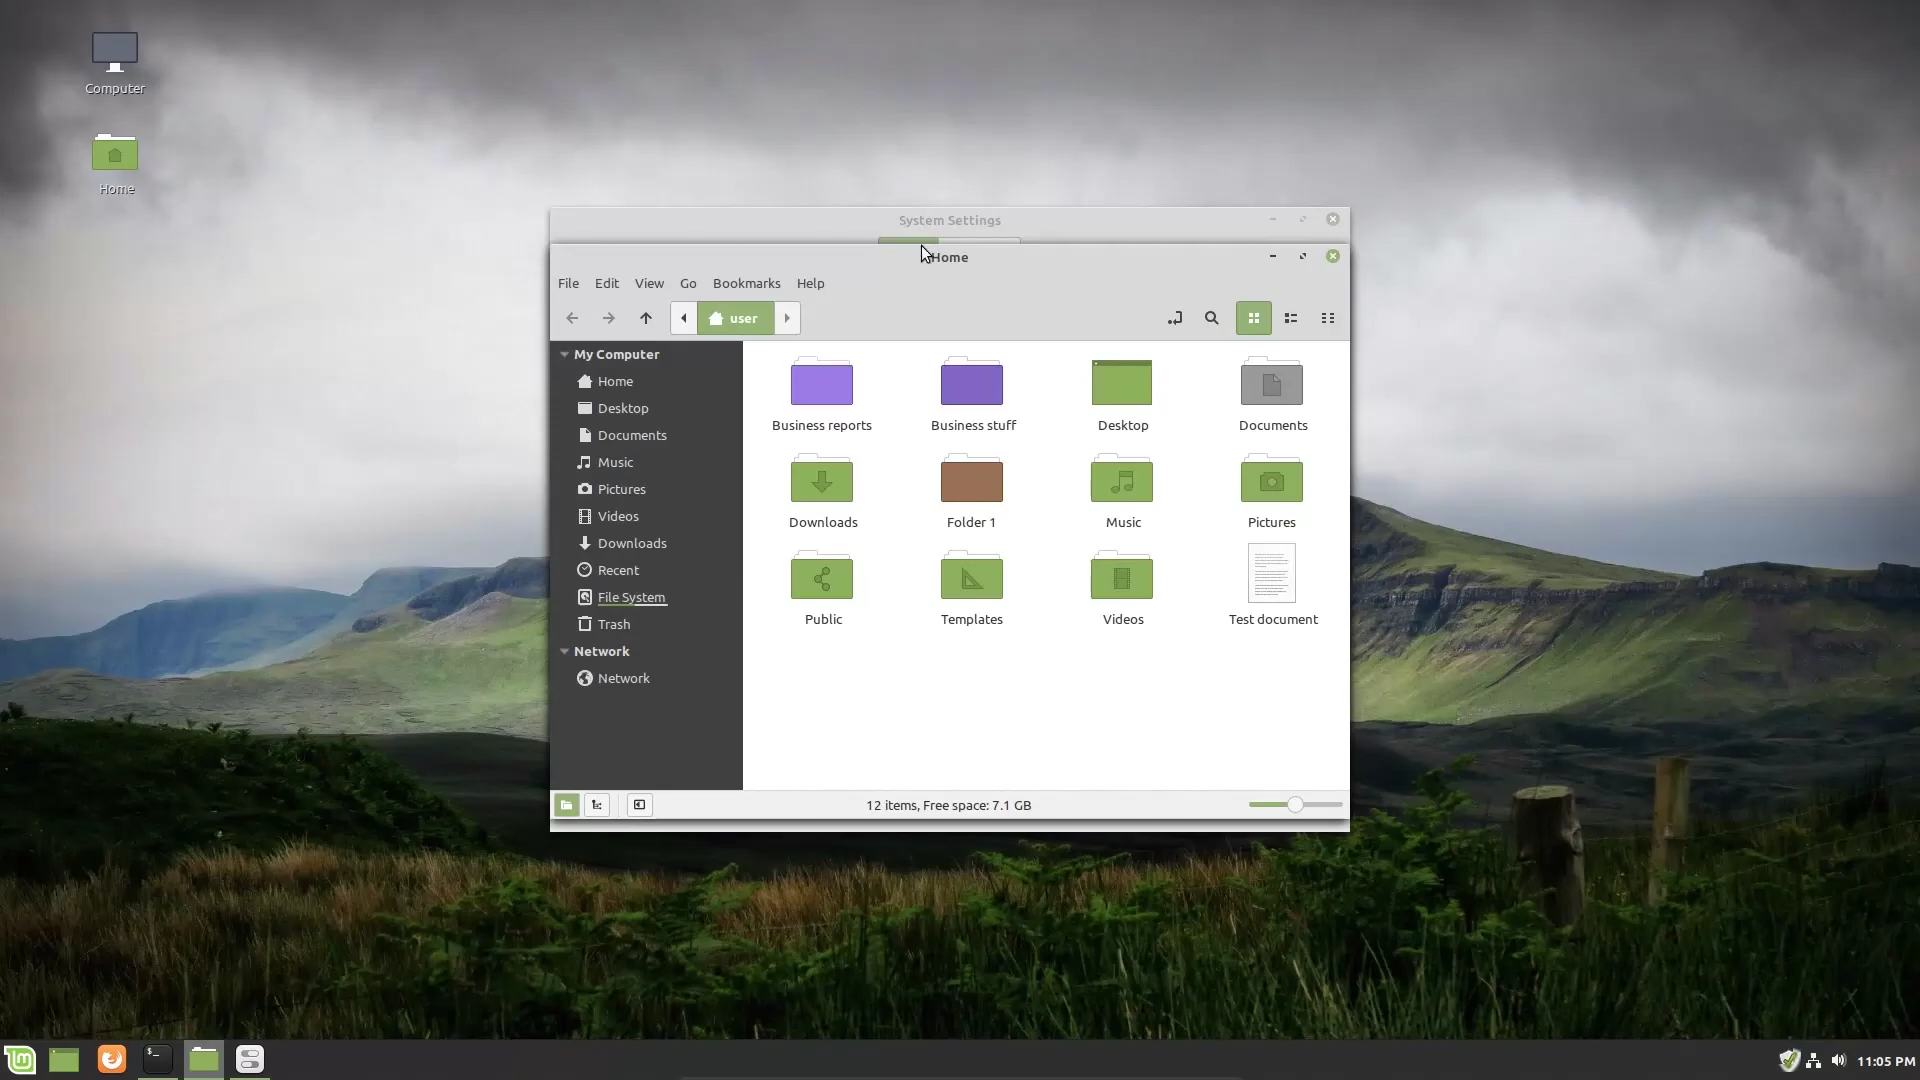 Computer
Home
System Settings
Home
File Edit View Go Bookmarks Help
user
My Computer
Home
Desktop
Documents
Music
Pictures
Videos
Downloads
Recent
File System
Trash
Network
Network
Business reports
Business stuff
Desktop
Documents
Downloads
Folder 1
Music
Pictures
Public
Templates
Videos
Test document
12 items, Free space: 7.1 GB
$_
11:05 PM